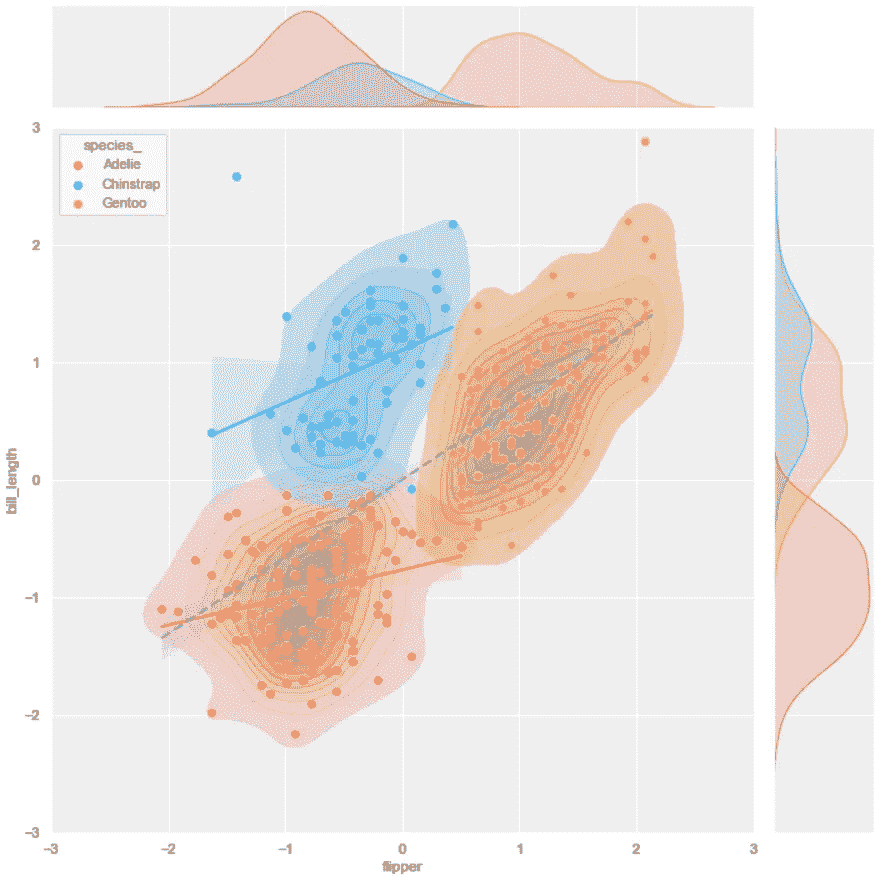 species_
Adelie
Chinstrap
Gentoo
3
2
1
0
−1
−2
−3
bill_length
−3
−2
−1
0
1
2
3
flipper